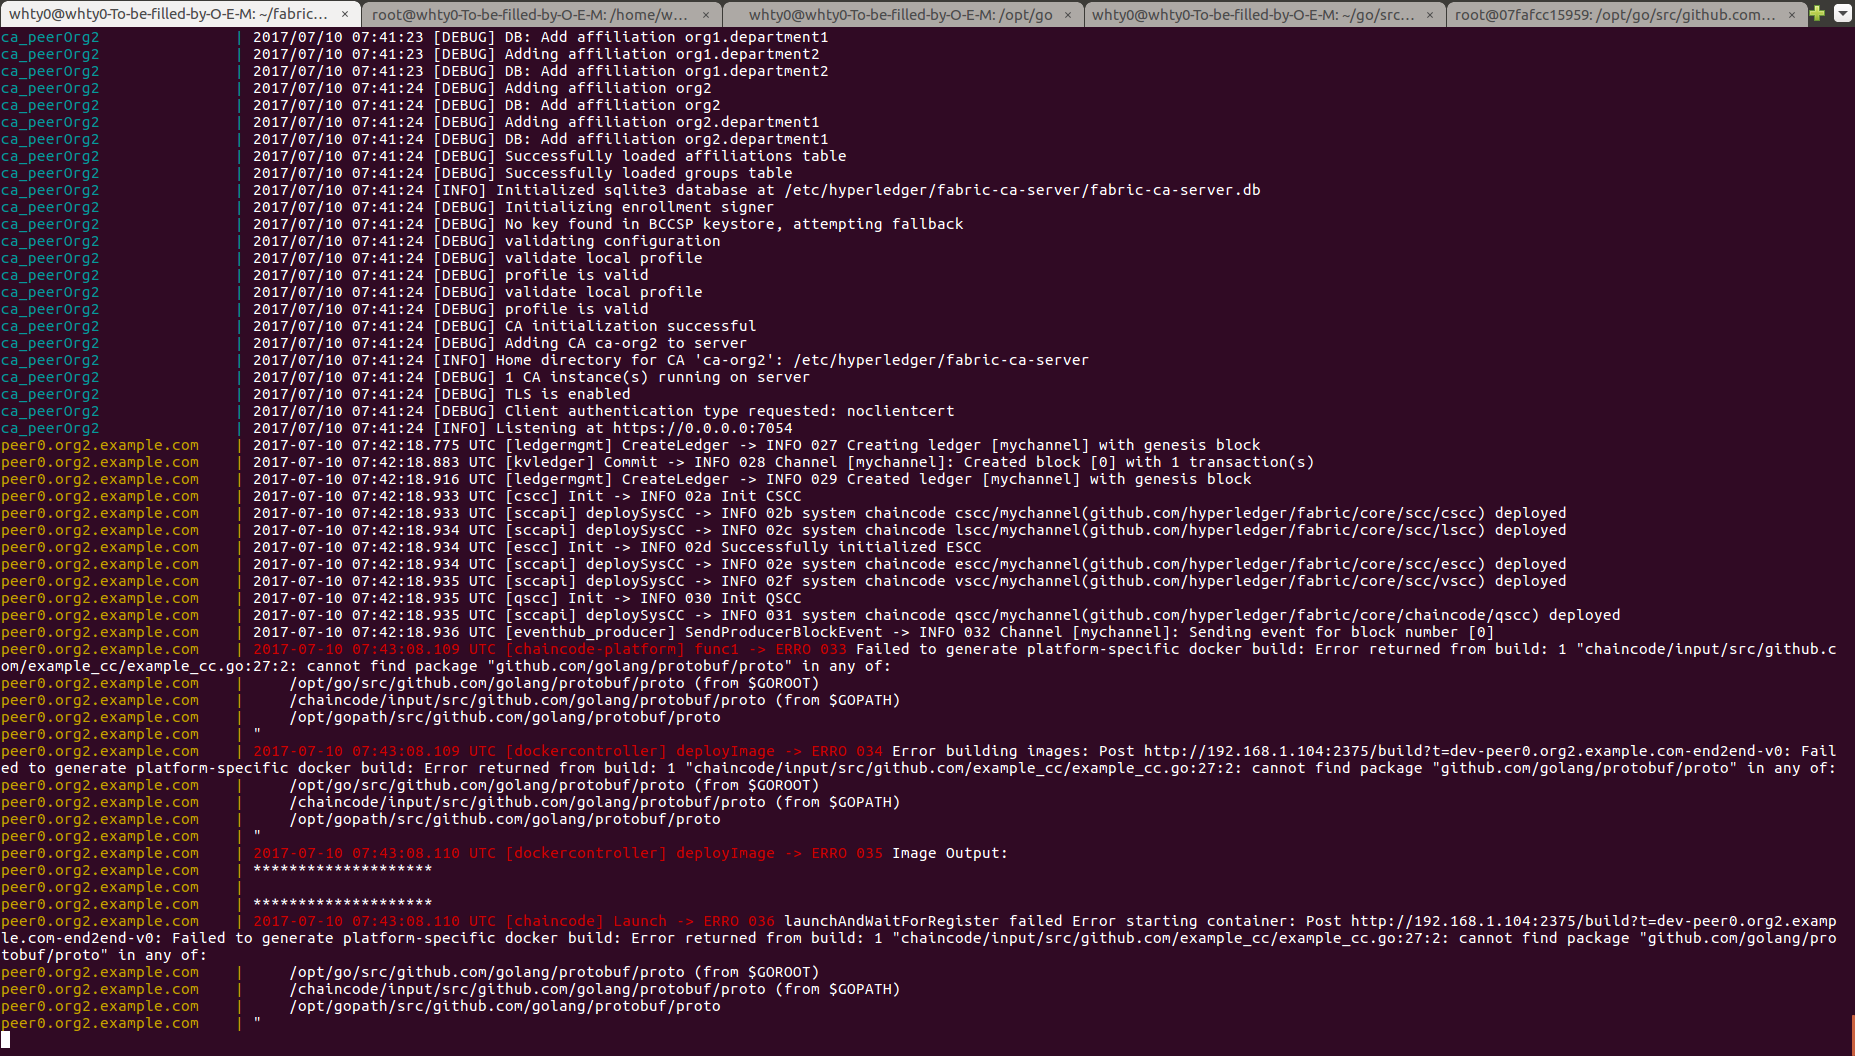 whty0@whty0-To-be-filled-by-O-E-M: ~/fabric... × root@whty0-To-be-filled-by-O-E-M: /home/w... × whty0@whty0-To-be-filled-by-O-E-M: /opt/go × whty0@whty0-To-be-filled-by-O-E-M: ~/go/src... × root@07fafcc15959: /opt/go/src/github.com... ×
ca_peerOrg2 | 2017/07/10 07:41:23 [DEBUG] DB: Add affiliation org1.department1
ca_peerOrg2 | 2017/07/10 07:41:23 [DEBUG] Adding affiliation org1.department2
ca_peerOrg2 | 2017/07/10 07:41:23 [DEBUG] DB: Add affiliation org1.department2
ca_peerOrg2 | 2017/07/10 07:41:24 [DEBUG] Adding affiliation org2
ca_peerOrg2 | 2017/07/10 07:41:24 [DEBUG] DB: Add affiliation org2
ca_peerOrg2 | 2017/07/10 07:41:24 [DEBUG] Adding affiliation org2.department1
ca_peerOrg2 | 2017/07/10 07:41:24 [DEBUG] DB: Add affiliation org2.department1
ca_peerOrg2 | 2017/07/10 07:41:24 [DEBUG] Successfully loaded affiliations table
ca_peerOrg2 | 2017/07/10 07:41:24 [DEBUG] Successfully loaded groups table
ca_peerOrg2 | 2017/07/10 07:41:24 [INFO] Initialized sqlite3 database at /etc/hyperledger/fabric-ca-server/fabric-ca-server.db
ca_peerOrg2 | 2017/07/10 07:41:24 [DEBUG] Initializing enrollment signer
ca_peerOrg2 | 2017/07/10 07:41:24 [DEBUG] No key found in BCCSP keystore, attempting fallback
ca_peerOrg2 | 2017/07/10 07:41:24 [DEBUG] validating configuration
ca_peerOrg2 | 2017/07/10 07:41:24 [DEBUG] validate local profile
ca_peerOrg2 | 2017/07/10 07:41:24 [DEBUG] profile is valid
ca_peerOrg2 | 2017/07/10 07:41:24 [DEBUG] validate local profile
ca_peerOrg2 | 2017/07/10 07:41:24 [DEBUG] profile is valid
ca_peerOrg2 | 2017/07/10 07:41:24 [DEBUG] CA initialization successful
ca_peerOrg2 | 2017/07/10 07:41:24 [DEBUG] Adding CA ca-org2 to server
ca_peerOrg2 | 2017/07/10 07:41:24 [INFO] Home directory for CA 'ca-org2': /etc/hyperledger/fabric-ca-server
ca_peerOrg2 | 2017/07/10 07:41:24 [DEBUG] 1 CA instance(s) running on server
ca_peerOrg2 | 2017/07/10 07:41:24 [DEBUG] TLS is enabled
ca_peerOrg2 | 2017/07/10 07:41:24 [DEBUG] Client authentication type requested: noclientcert
ca_peerOrg2 | 2017/07/10 07:41:24 [INFO] Listening at https://0.0.0.0:7054
peer0.org2.example.com | 2017-07-10 07:42:18.775 UTC [ledgermgmt] CreateLedger -> INFO 027 Creating ledger [mychannel] with genesis block
peer0.org2.example.com | 2017-07-10 07:42:18.883 UTC [kvledger] Commit -> INFO 028 Channel [mychannel]: Created block [0] with 1 transaction(s)
peer0.org2.example.com | 2017-07-10 07:42:18.916 UTC [ledgermgmt] CreateLedger -> INFO 029 Created ledger [mychannel] with genesis block
peer0.org2.example.com | 2017-07-10 07:42:18.933 UTC [cscc] Init -> INFO 02a Init CSCC
peer0.org2.example.com | 2017-07-10 07:42:18.933 UTC [sccapi] deploySysCC -> INFO 02b system chaincode cscc/mychannel(github.com/hyperledger/fabric/core/scc/cscc) deployed
peer0.org2.example.com | 2017-07-10 07:42:18.934 UTC [sccapi] deploySysCC -> INFO 02c system chaincode lscc/mychannel(github.com/hyperledger/fabric/core/scc/lscc) deployed
peer0.org2.example.com | 2017-07-10 07:42:18.934 UTC [escc] Init -> INFO 02d Successfully initialized ESCC
peer0.org2.example.com | 2017-07-10 07:42:18.934 UTC [sccapi] deploySysCC -> INFO 02e system chaincode escc/mychannel(github.com/hyperledger/fabric/core/scc/escc) deployed
peer0.org2.example.com | 2017-07-10 07:42:18.935 UTC [sccapi] deploySysCC -> INFO 02f system chaincode vscc/mychannel(github.com/hyperledger/fabric/core/scc/vscc) deployed
peer0.org2.example.com | 2017-07-10 07:42:18.935 UTC [qscc] Init -> INFO 030 Init QSCC
peer0.org2.example.com | 2017-07-10 07:42:18.935 UTC [sccapi] deploySysCC -> INFO 031 system chaincode qscc/mychannel(github.com/hyperledger/fabric/core/chaincode/qscc) deployed
peer0.org2.example.com | 2017-07-10 07:42:18.936 UTC [eventhub_producer] SendProducerBlockEvent -> INFO 032 Channel [mychannel]: Sending event for block number [0]
peer0.org2.example.com | 2017-07-10 07:43:08.109 UTC [chaincode-platform] func1 -> ERRO 033 Failed to generate platform-specific docker build: Error returned from build: 1 "chaincode/input/src/github.c
om/example_cc/example_cc.go:27:2: cannot find package "github.com/golang/protobuf/proto" in any of:
peer0.org2.example.com | /opt/go/src/github.com/golang/protobuf/proto (from $GOROOT)
peer0.org2.example.com | /chaincode/input/src/github.com/golang/protobuf/proto (from $GOPATH)
peer0.org2.example.com | /opt/gopath/src/github.com/golang/protobuf/proto
peer0.org2.example.com | "
peer0.org2.example.com | 2017-07-10 07:43:08.109 UTC [dockercontroller] deployImage -> ERRO 034 Error building images: Post http://192.168.1.104:2375/build?t=dev-peer0.org2.example.com-end2end-v0: Fail
ed to generate platform-specific docker build: Error returned from build: 1 "chaincode/input/src/github.com/example_cc/example_cc.go:27:2: cannot find package "github.com/golang/protobuf/proto" in any of:
peer0.org2.example.com | /opt/go/src/github.com/golang/protobuf/proto (from $GOROOT)
peer0.org2.example.com | /chaincode/input/src/github.com/golang/protobuf/proto (from $GOPATH)
peer0.org2.example.com | /opt/gopath/src/github.com/golang/protobuf/proto
peer0.org2.example.com | "
peer0.org2.example.com | 2017-07-10 07:43:08.110 UTC [dockercontroller] deployImage -> ERRO 035 Image Output:
peer0.org2.example.com | ********************
peer0.org2.example.com |
peer0.org2.example.com | ********************
peer0.org2.example.com | 2017-07-10 07:43:08.110 UTC [chaincode] Launch -> ERRO 036 launchAndWaitForRegister failed Error starting container: Post http://192.168.1.104:2375/build?t=dev-peer0.org2.examp
le.com-end2end-v0: Failed to generate platform-specific docker build: Error returned from build: 1 "chaincode/input/src/github.com/example_cc/example_cc.go:27:2: cannot find package "github.com/golang/pro
tobuf/proto" in any of:
peer0.org2.example.com | /opt/go/src/github.com/golang/protobuf/proto (from $GOROOT)
peer0.org2.example.com | /chaincode/input/src/github.com/golang/protobuf/proto (from $GOPATH)
peer0.org2.example.com | /opt/gopath/src/github.com/golang/protobuf/proto
peer0.org2.example.com | "